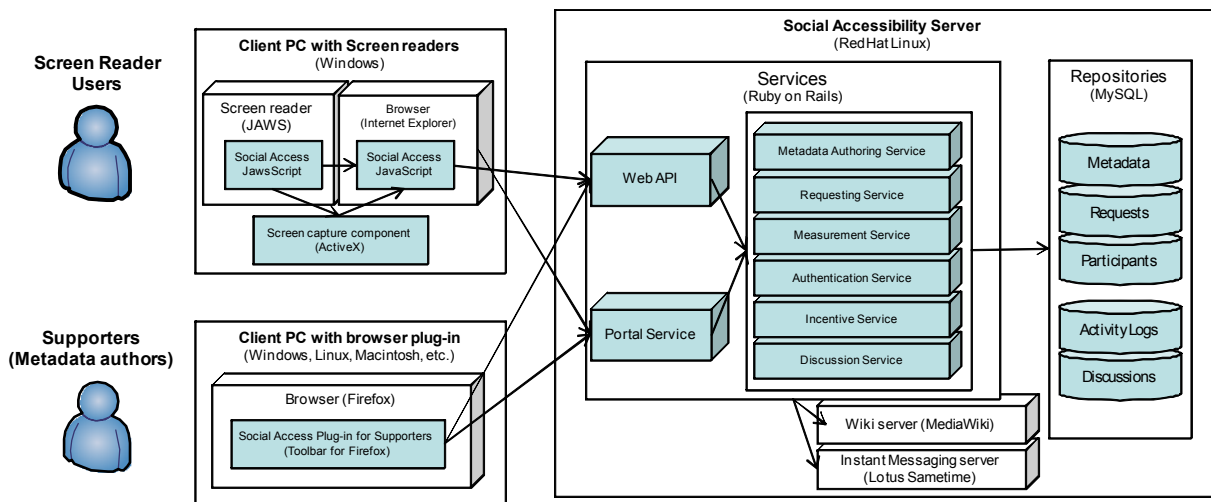 Screen Reader
Users
Client PC with Screen readers
(Windows)
Screen reader
(JAWS)
Browser
(Internet Explorer)
Social Access
JawsScript
Social Access
JavaScript
Screen capture component
(ActiveX)
Supporters
(Metadata authors)
Client PC with browser plug-in
(Windows, Linux, Macintosh, etc.)
Browser (Firefox)
Social Access Plug-in for Supporters
(Toolbar for Firefox)
Social Accessibility Server
(RedHat Linux)
Services
(Ruby on Rails)
Web API
Portal Service
Metadata Authoring Service
Requesting Service
Measurement Service
Authentication Service
Incentive Service
Discussion Service
Wiki server (MediaWiki)
Instant Messaging server
(Lotus Sametime)
Repositories
(MySQL)
Metadata
Requests
Participants
Activity Logs
Discussions